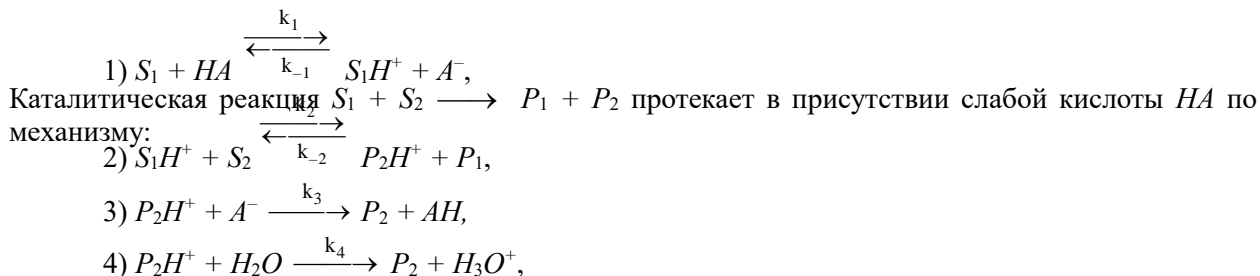 k₁
1) S₁ + HA ⇄ S₁H⁺ + A⁻,
k₋₁
Каталитическая реакция S₁ + S₂ ⟶ P₁ + P₂ протекает в присутствии слабой кислоты HA по
механизму:
k₂
2) S₁H⁺ + S₂ ⇄ P₂H⁺ + P₁,
k₋₂
k₃
3) P₂H⁺ + A⁻ ⟶ P₂ + AH,
k₄
4) P₂H⁺ + H₂O ⟶ P₂ + H₃O⁺,